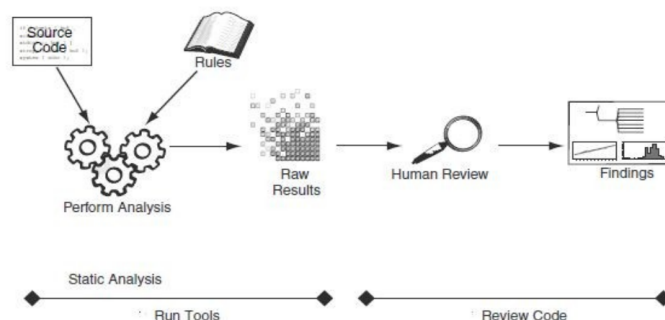 Source
Code
Rules
Perform Analysis
Raw
Results
Human Review
Findings
Static Analysis
Run Tools
Review Code